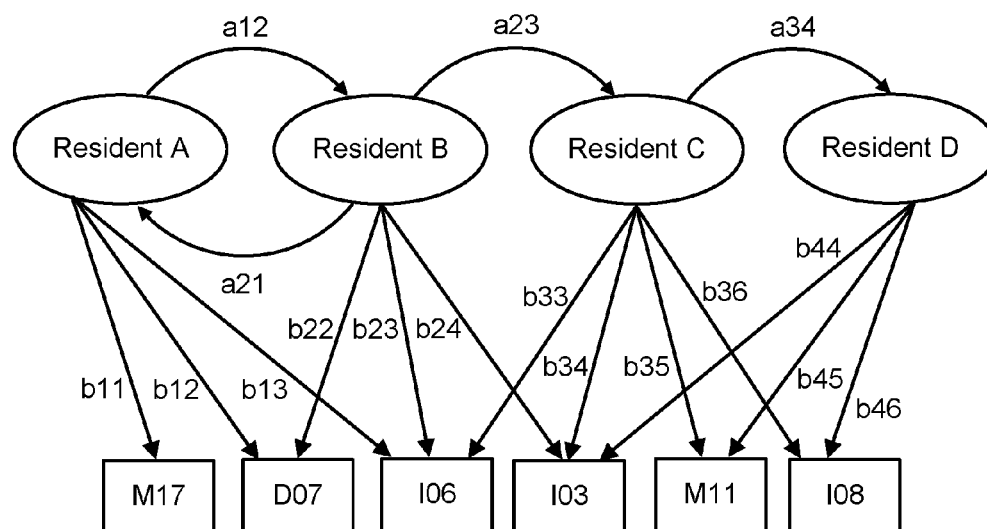 a12
a23
a34
Resident A
Resident B
Resident C
Resident D
a21
b44
b33
b36
b22
b23
b24
b34
b35
b45
b11
b12
b13
b46
M17
D07
I06
I03
M11
I08